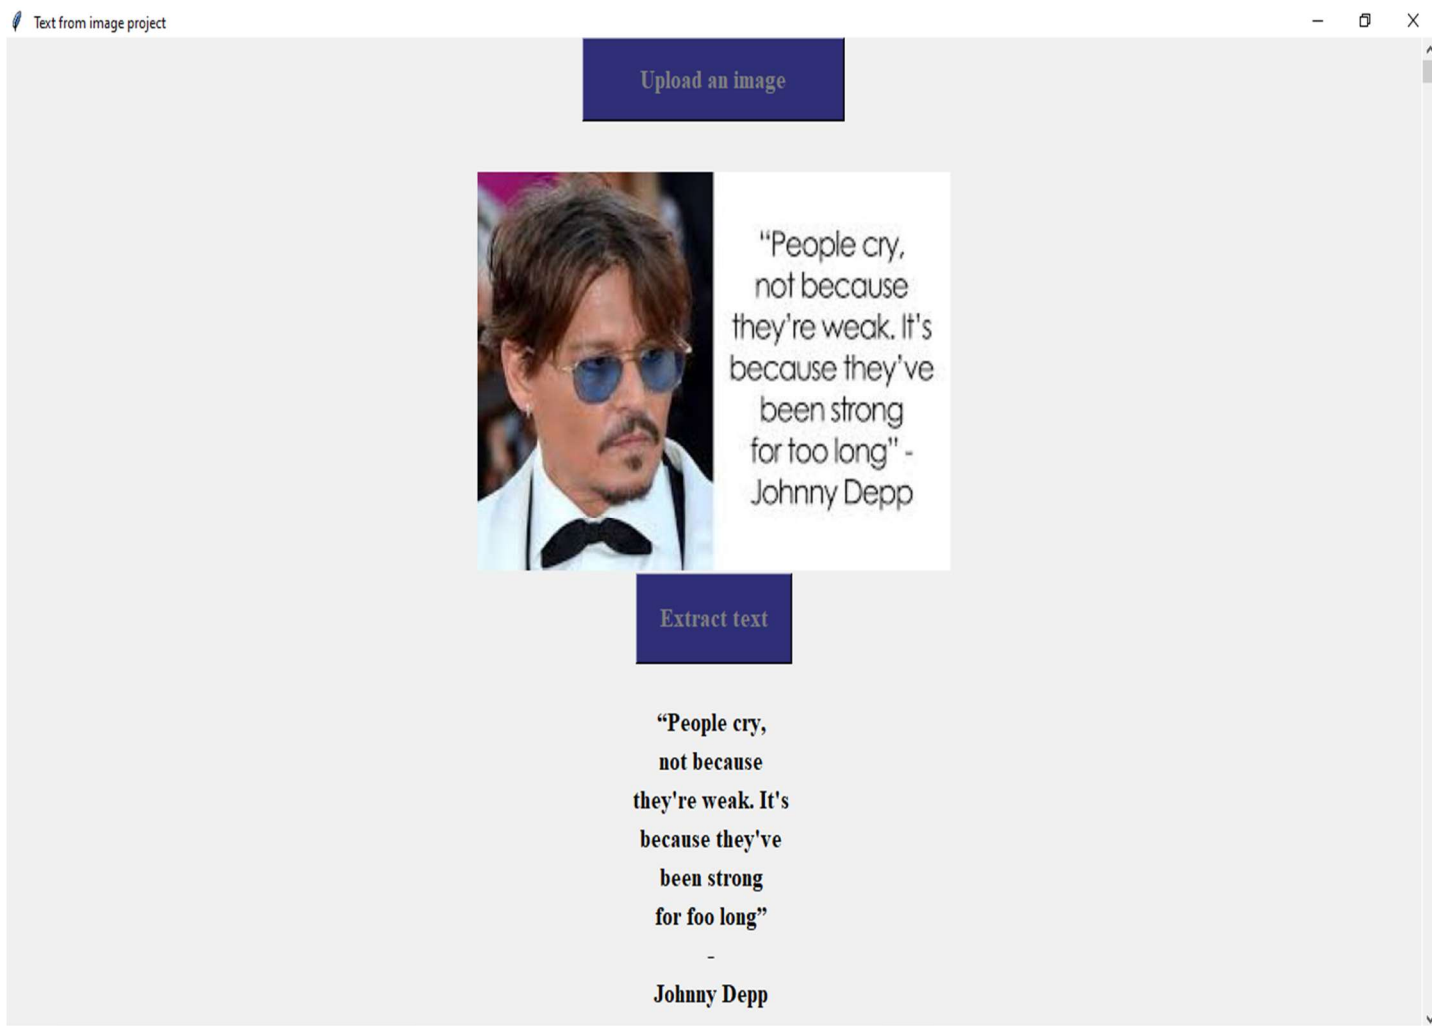 Text from image project
Upload an image
“People cry,
not because
they’re weak. It’s
because they’ve
been strong
for too long” -
Johnny Depp
Extract text
“People cry,
not because
they're weak. It's
because they've
been strong
for foo long”
-
Johnny Depp